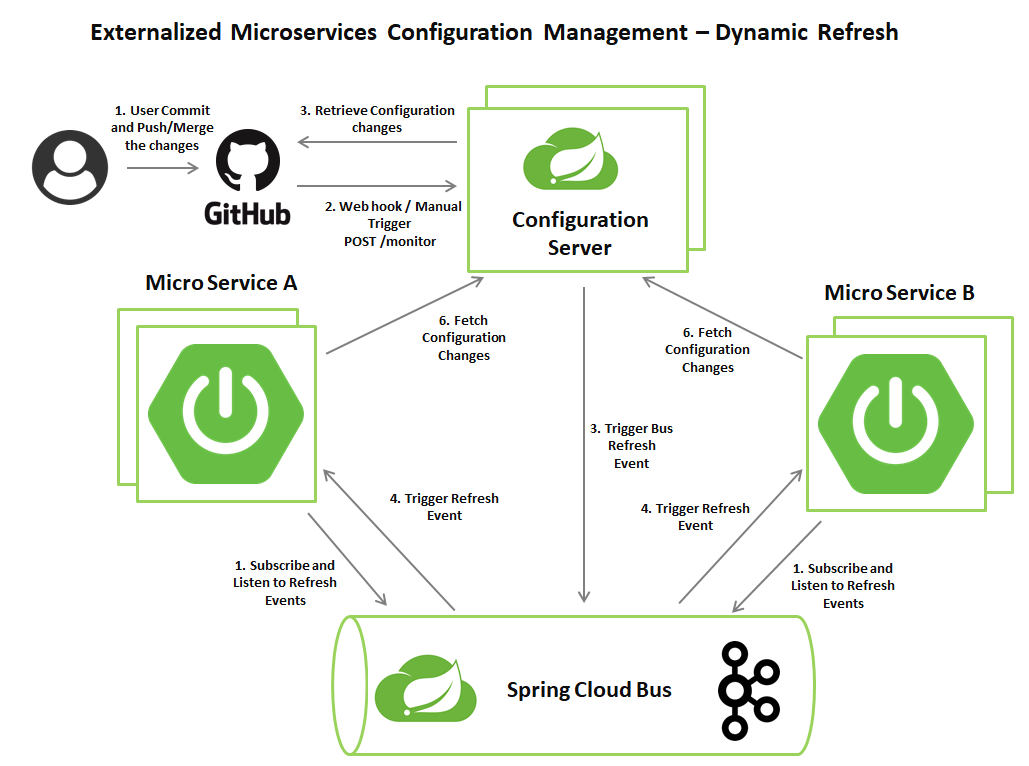 Externalized Microservices Configuration Management – Dynamic Refresh
1. User Commit
and Push/Merge
the changes
3. Retrieve Configuration
changes
GitHub
2. Web hook / Manual
Trigger
POST /monitor
Configuration
Server
Micro Service A
Micro Service B
6. Fetch
Configuration
Changes
6. Fetch
Configuration
Changes
3. Trigger Bus
Refresh
Event
4. Trigger Refresh
Event
4. Trigger Refresh
Event
1. Subscribe and
Listen to Refresh
Events
1. Subscribe and
Listen to Refresh
Events
Spring Cloud Bus